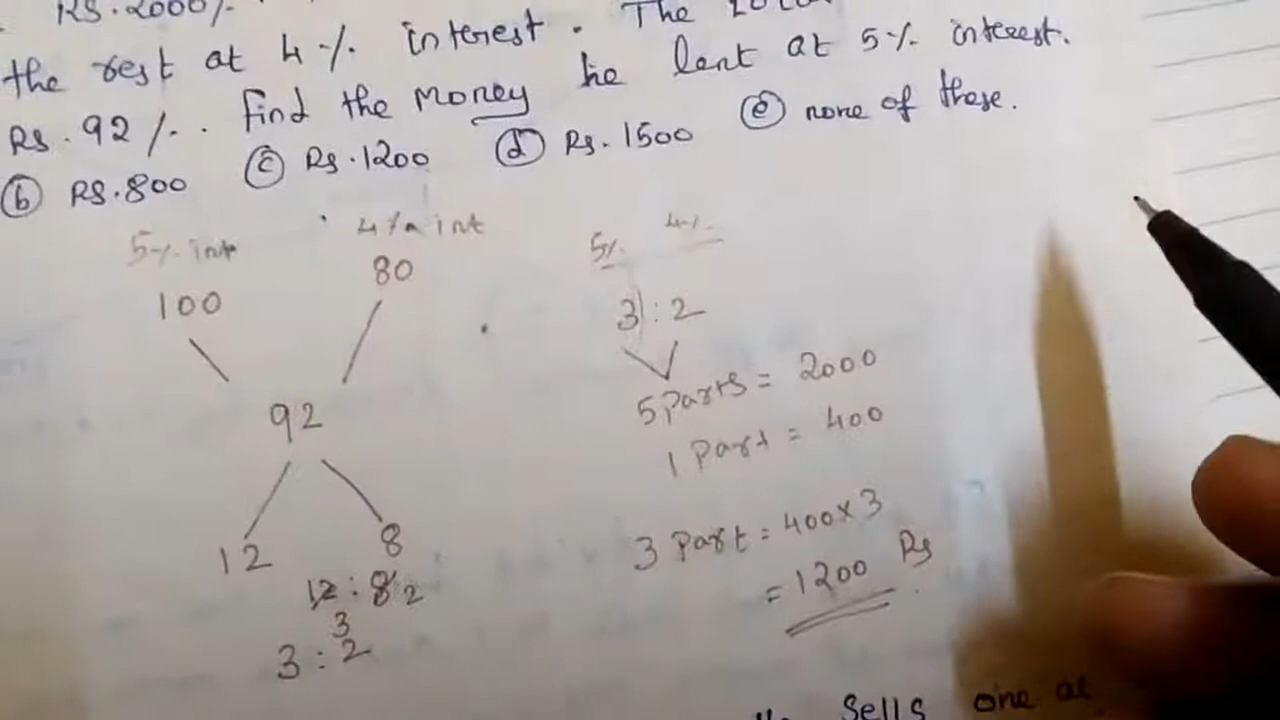 Rs. 2000/-
the rest at 4% interest. The
Rs. 92/-. find the money he lent at 5% interest.
(b) Rs.800 (c) Rs.1200 (d) Rs. 1500 (e) none of these.
5% int 4% int 5% 4%
100 80
3 : 2
92
5 parts = 2000
1 part = 400
12 8
3 part = 400x3
12 : 8 2
= 1200 Rs
3
3 : 2
sells one at